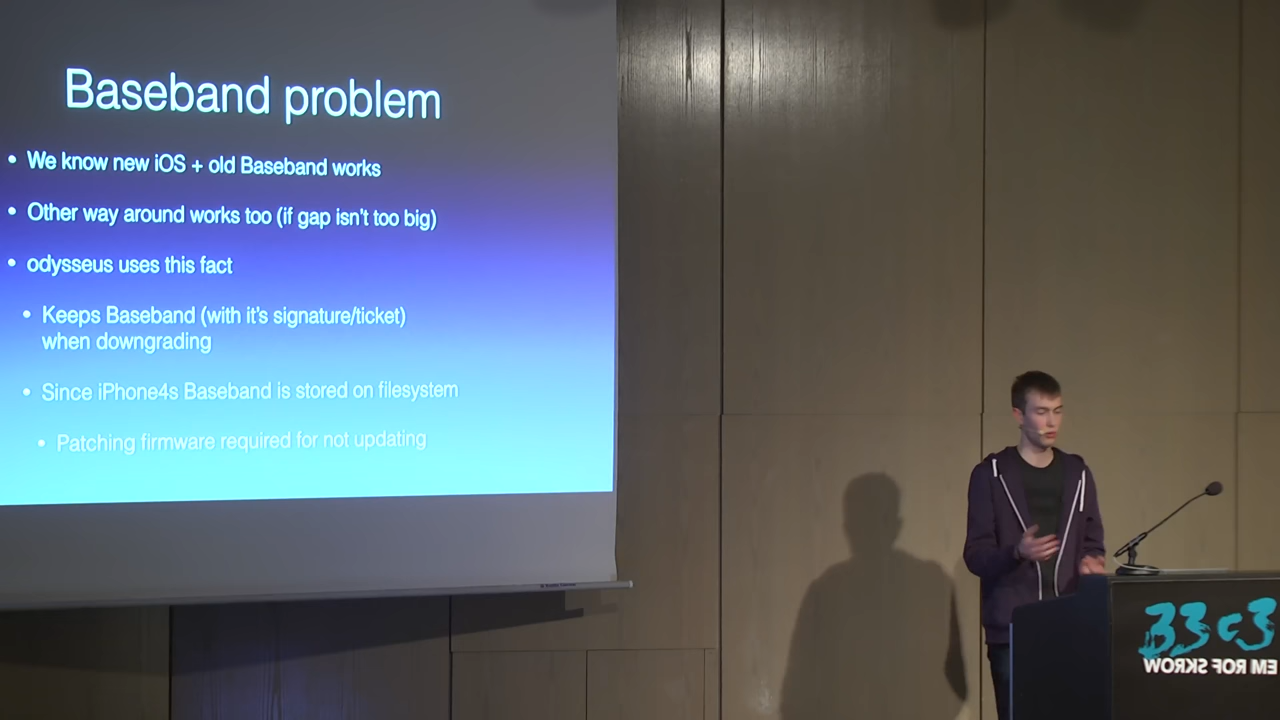 Baseband problem
• We know new iOS + old Baseband works
• Other way around works too (if gap isn't too big)
• odysseus uses this fact
• Keeps Baseband (with it's signature/ticket)
when downgrading
• Since iPhone4s Baseband is stored on filesystem
• Patching firmware required for not updating
33c3
WORKS FOR ME